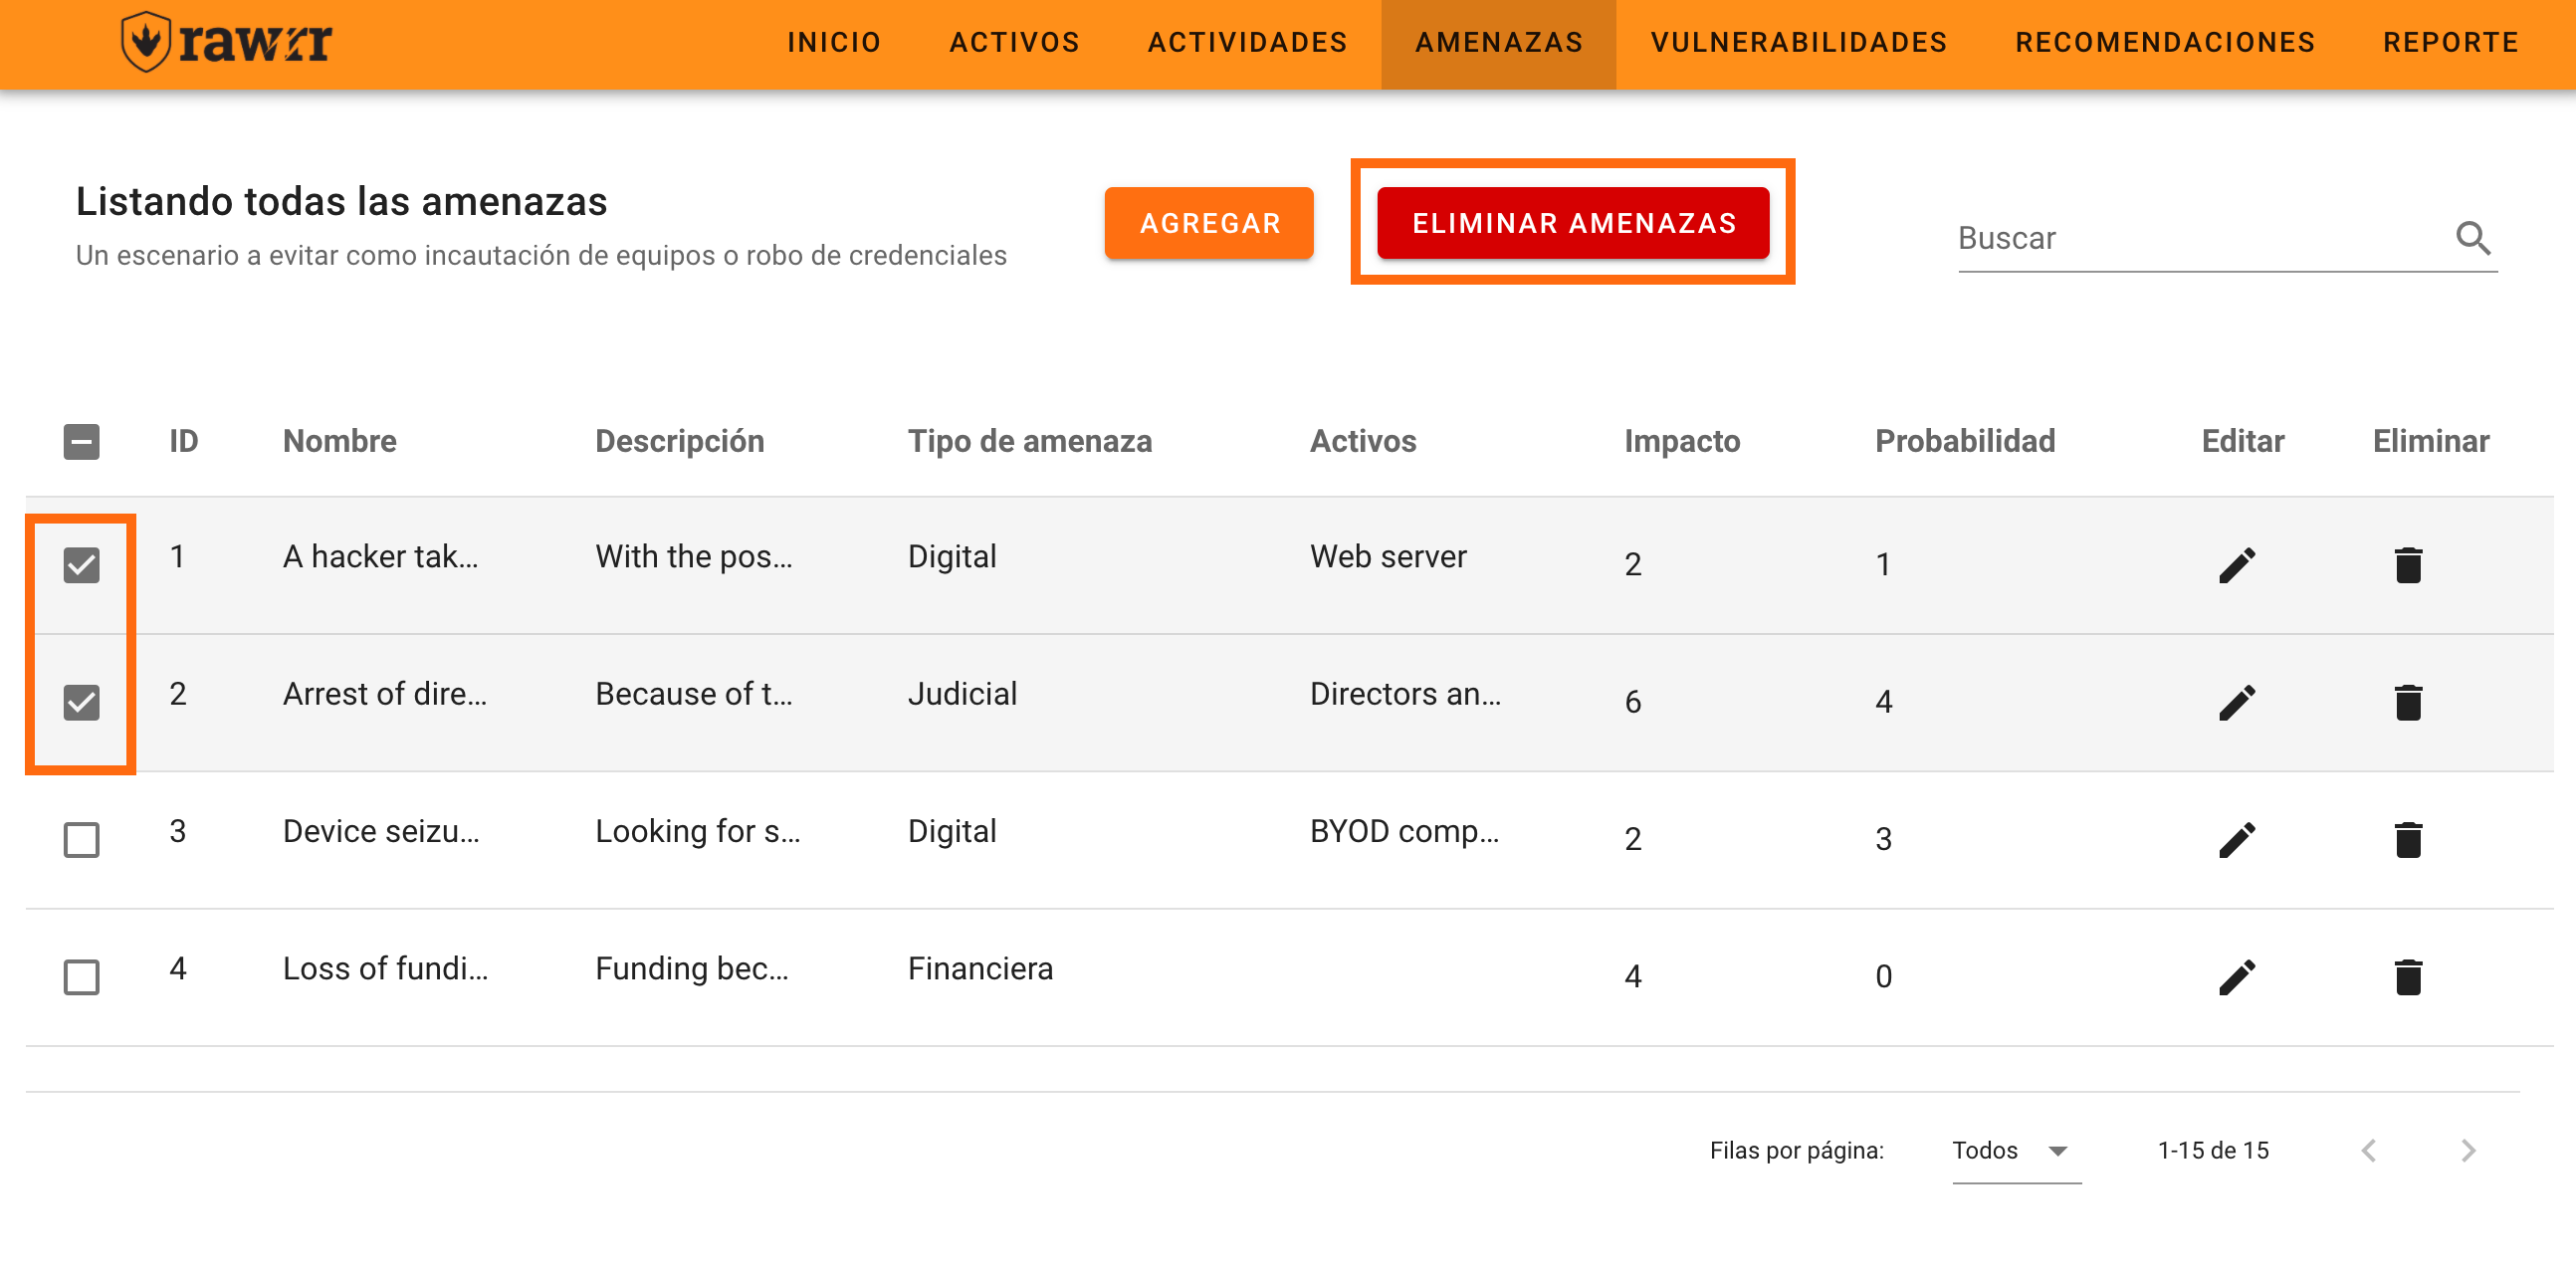 rawrr
INICIO ACTIVOS ACTIVIDADES AMENAZAS VULNERABILIDADES RECOMENDACIONES REPORTE
Listando todas las amenazas
Un escenario a evitar como incautación de equipos o robo de credenciales
AGREGAR
ELIMINAR AMENAZAS
Buscar
ID Nombre Descripción Tipo de amenaza Activos Impacto Probabilidad Editar Eliminar
1 A hacker tak... With the pos... Digital Web server 2 1
2 Arrest of dire... Because of t... Judicial Directors an... 6 4
3 Device seizu... Looking for s... Digital BYOD comp... 2 3
4 Loss of fundi... Funding bec... Financiera 4 0
Filas por página: Todos 1-15 de 15